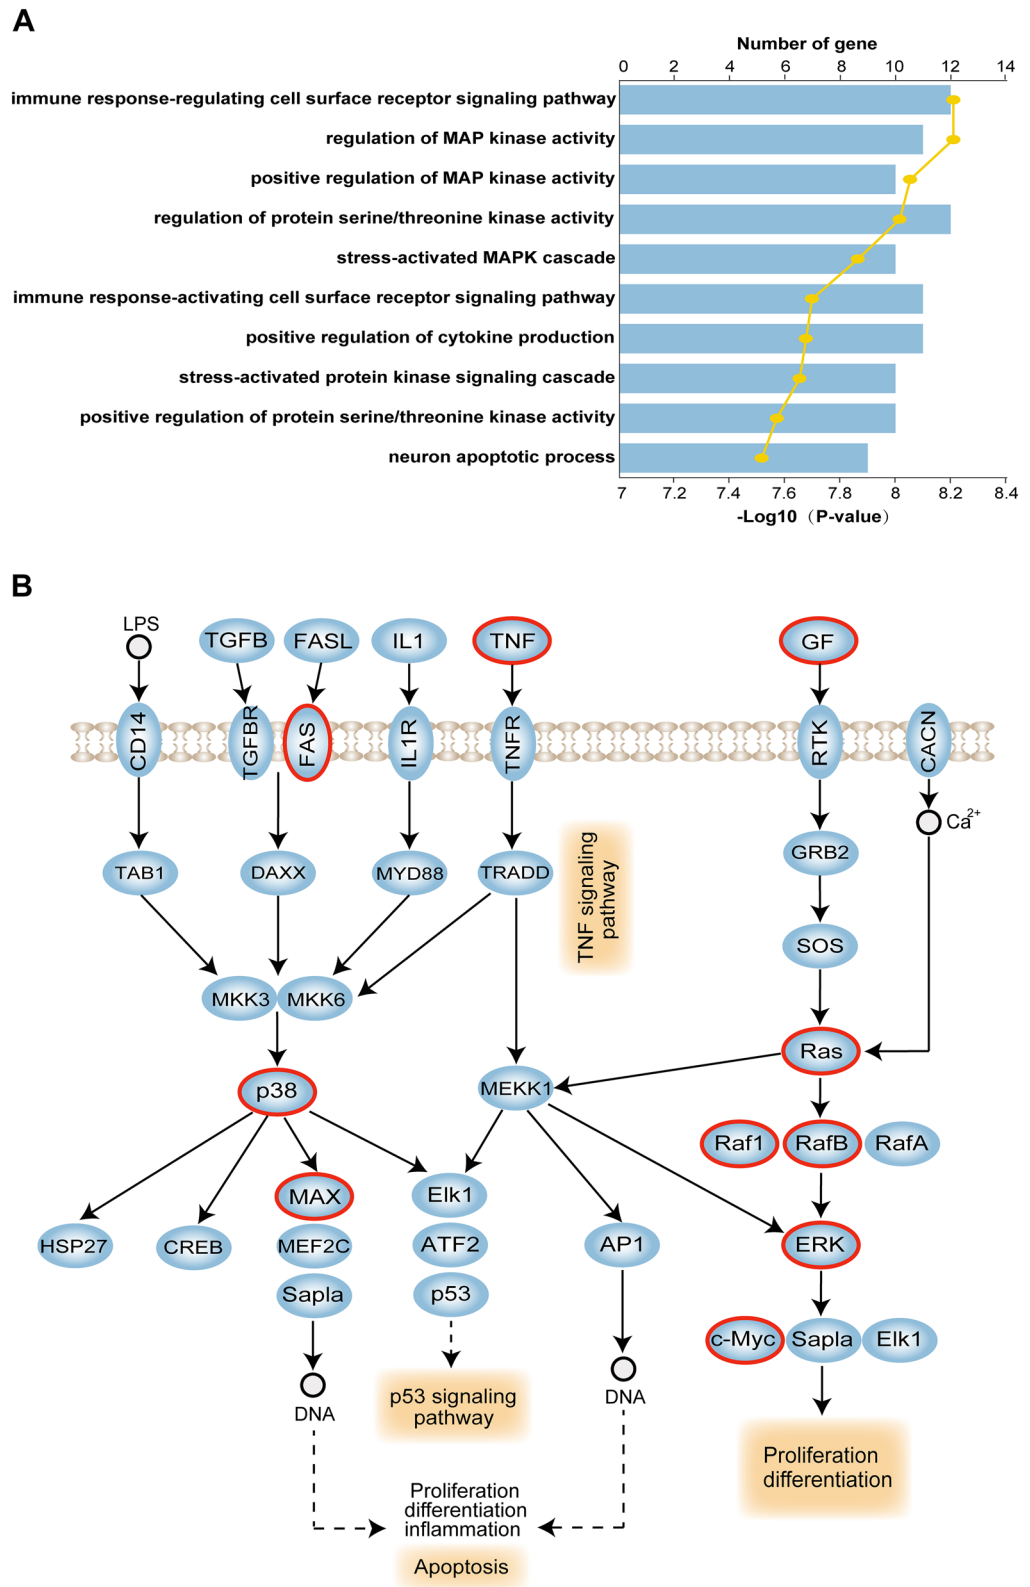 A
Number of gene
0 2 4 6 8 10 12 14
immune response-regulating cell surface receptor signaling pathway
regulation of MAP kinase activity
positive regulation of MAP kinase activity
regulation of protein serine/threonine kinase activity
stress-activated MAPK cascade
immune response-activating cell surface receptor signaling pathway
positive regulation of cytokine production
stress-activated protein kinase signaling cascade
positive regulation of protein serine/threonine kinase activity
neuron apoptotic process
7 7.2 7.4 7.6 7.8 8 8.2 8.4
-Log10（P-value）
B
LPS
TGFB FASL IL1 TNF GF
CD14 TGFBR FAS IL1R TNFR RTK CACN
Ca2+
TAB1 DAXX MYD88 TRADD
TNF signaling
pathway
GRB2
SOS
MKK3 MKK6
Ras
p38 MEKK1
Raf1 RafB RafA
MAX Elk1
HSP27 CREB MEF2C ATF2 AP1 ERK
Sapla p53
c-Myc Sapla Elk1
DNA
p53 signaling
pathway
DNA
Proliferation
differentiation
Proliferation
differentiation
inflammation
Apoptosis